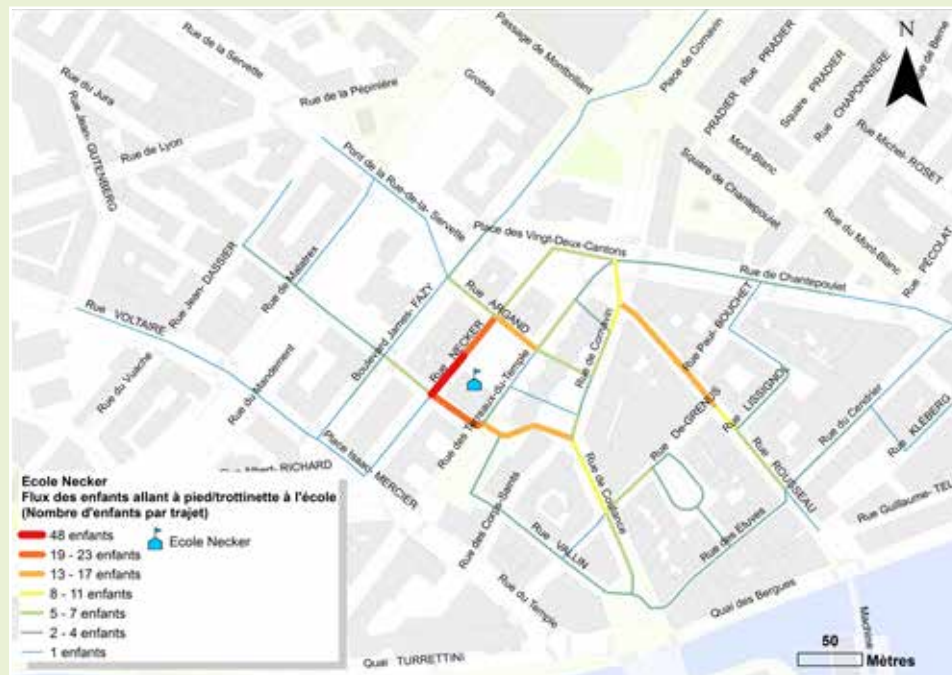 Rue de la Servette
Passage de Montbrillant
Place de Cornavin
N
Rue du Jura
Grottes
Rue de la Pépinière
PRADIER Rue PRADIER
Square PRADIER
Rue CHAPONNIÈRE
Rue de Berne
Rue Jean- GUTENBERG
Rue de Lyon
Pont de la Rue-de-la- Servette
Mont-Blanc
Rue Michel- ROSET
Square de Chantepoulet
Rue du Mont-Blanc
Place des Vingt-Deux-Cantons
Rue de Chantepoulet
Rue PÉCOLAT
Rue Jean- DASSIER
Rue de Malatrex
Rue VOLTAIRE
Boulevard James- FAZY
Rue ARGAND
Rue NECKER
Rue de Cornavin
Rue Paul- BOUCHET
Rue du Vuache
Rue du Mandement
Rue des Terreaux-du-Temple
Rue De-GRENUS
Rue LISSIGNOL
Rue du Cendrier
Rue KLEBERG
Place Isaac- MERCIER
Rue Albert- RICHARD
Rue de Coutance
Rue ROUSSEAU
Rue Guillaume- TEL
Rue des Corps-Saints
Rue VALLIN
Rue des Etuves
Rue du Temple
Quai des Bergues
Machine
Quai TURRETTINI
Ecole Necker
Flux des enfants allant à pied/trottinette à l'école
(Nombre d'enfants par trajet)
48 enfants
Ecole Necker
19 - 23 enfants
13 - 17 enfants
8 - 11 enfants
5 - 7 enfants
2 - 4 enfants
1 enfants
50
Mètres